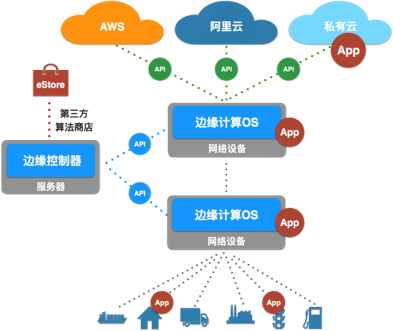 AWS
阿里云
私有云
App
API
API
API
eStore
第三方
算法商店
边缘计算OS
App
网络设备
API
边缘控制器
服务器
API
边缘计算OS
App
网络设备
App
App